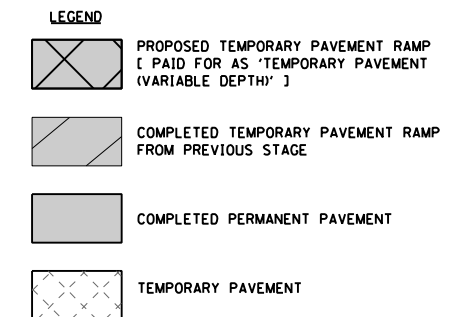 LEGEND
PROPOSED TEMPORARY PAVEMENT RAMP
[ PAID FOR AS 'TEMPORARY PAVEMENT
(VARIABLE DEPTH)' ]
COMPLETED TEMPORARY PAVEMENT RAMP
FROM PREVIOUS STAGE
COMPLETED PERMANENT PAVEMENT
TEMPORARY PAVEMENT